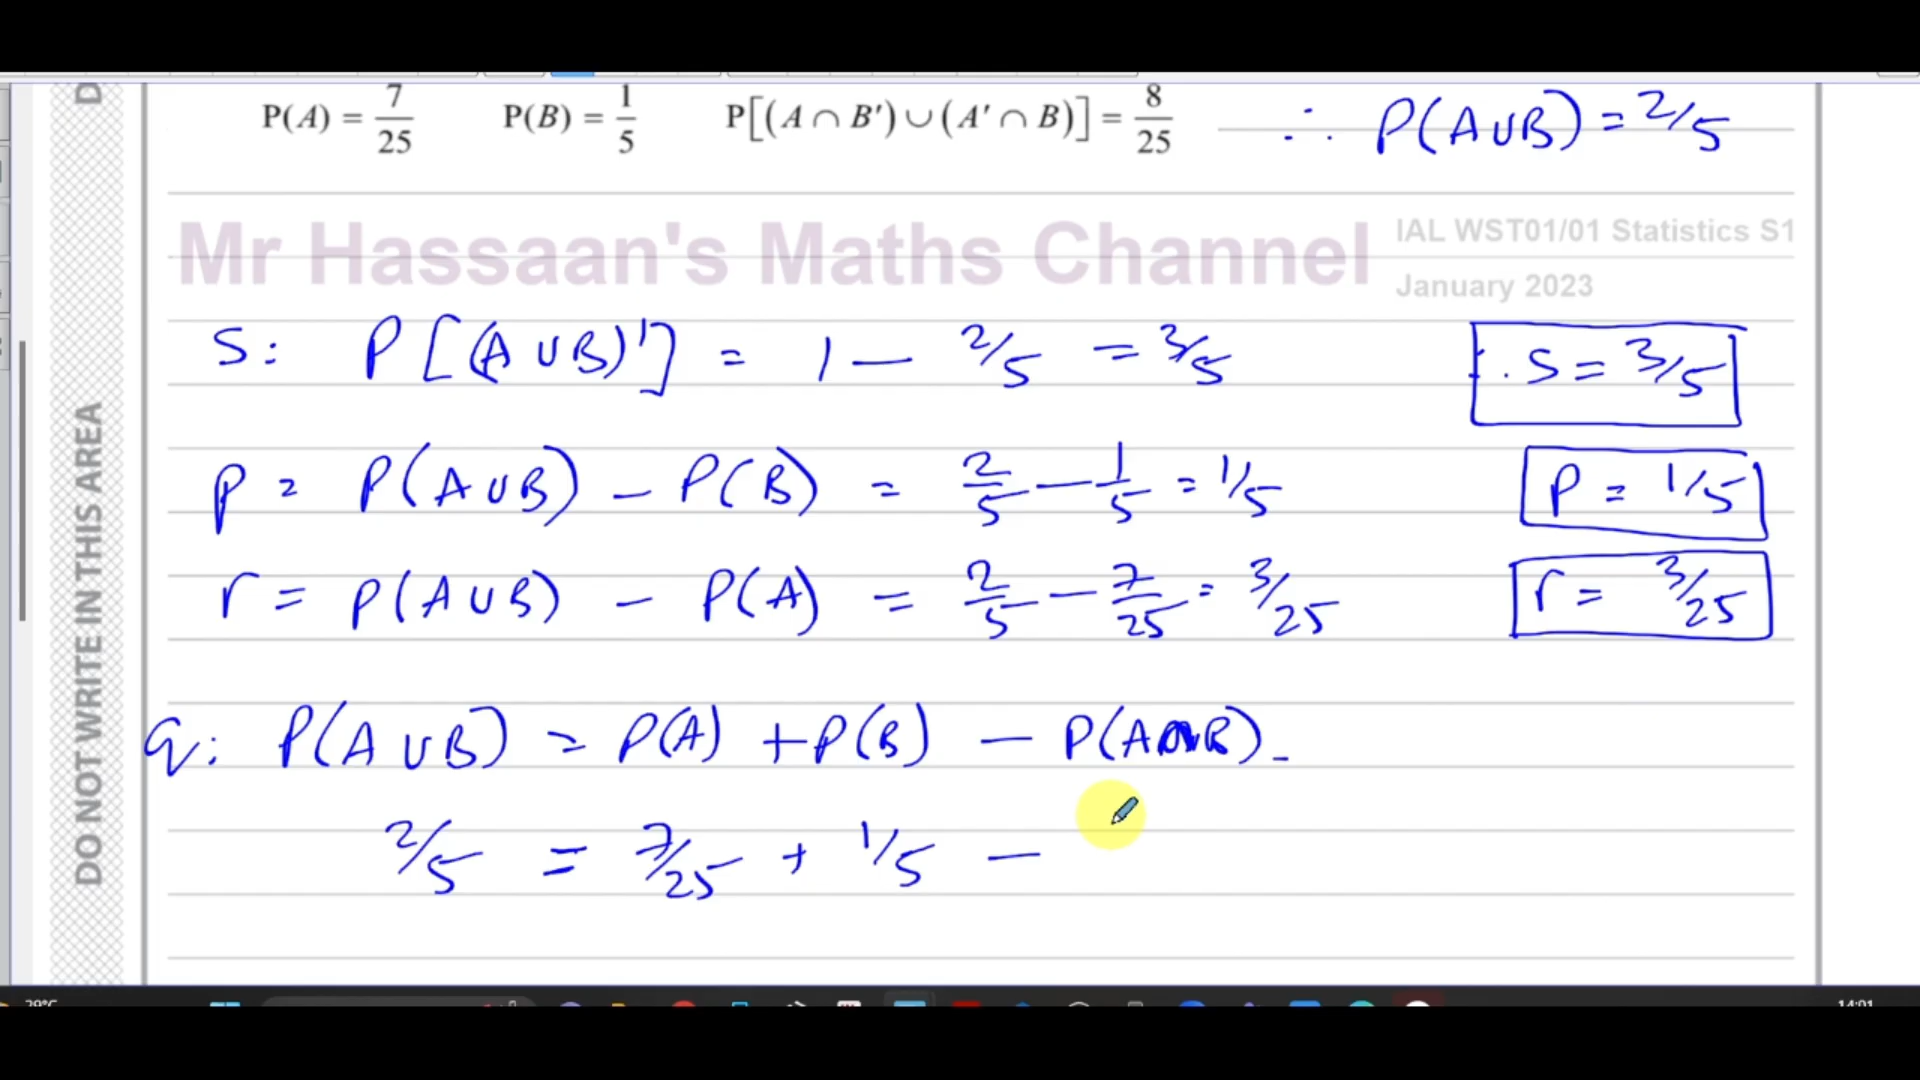 P(A) = 7/25 P(B) = 1/5 P[(A ∩ B′) ∪ (A′ ∩ B)] = 8/25 ∴ P(A∪B) = 2/5
Mr Hassaan's Maths Channel
IAL WST01/01 Statistics S1
January 2023
S: P[(A∪B)'] = 1 − 2/5 = 3/5 ∴ S = 3/5
P = P(A∪B) − P(B) = 2/5 − 1/5 = 1/5 P = 1/5
r = P(A∪B) − P(A) = 2/5 − 7/25 = 3/25 r = 3/25
q: P(A∪B) = P(A) + P(B) − P(A∩B) -
2/5 = 7/25 + 1/5 −
DO NOT WRITE IN THIS AREA
D
14:01